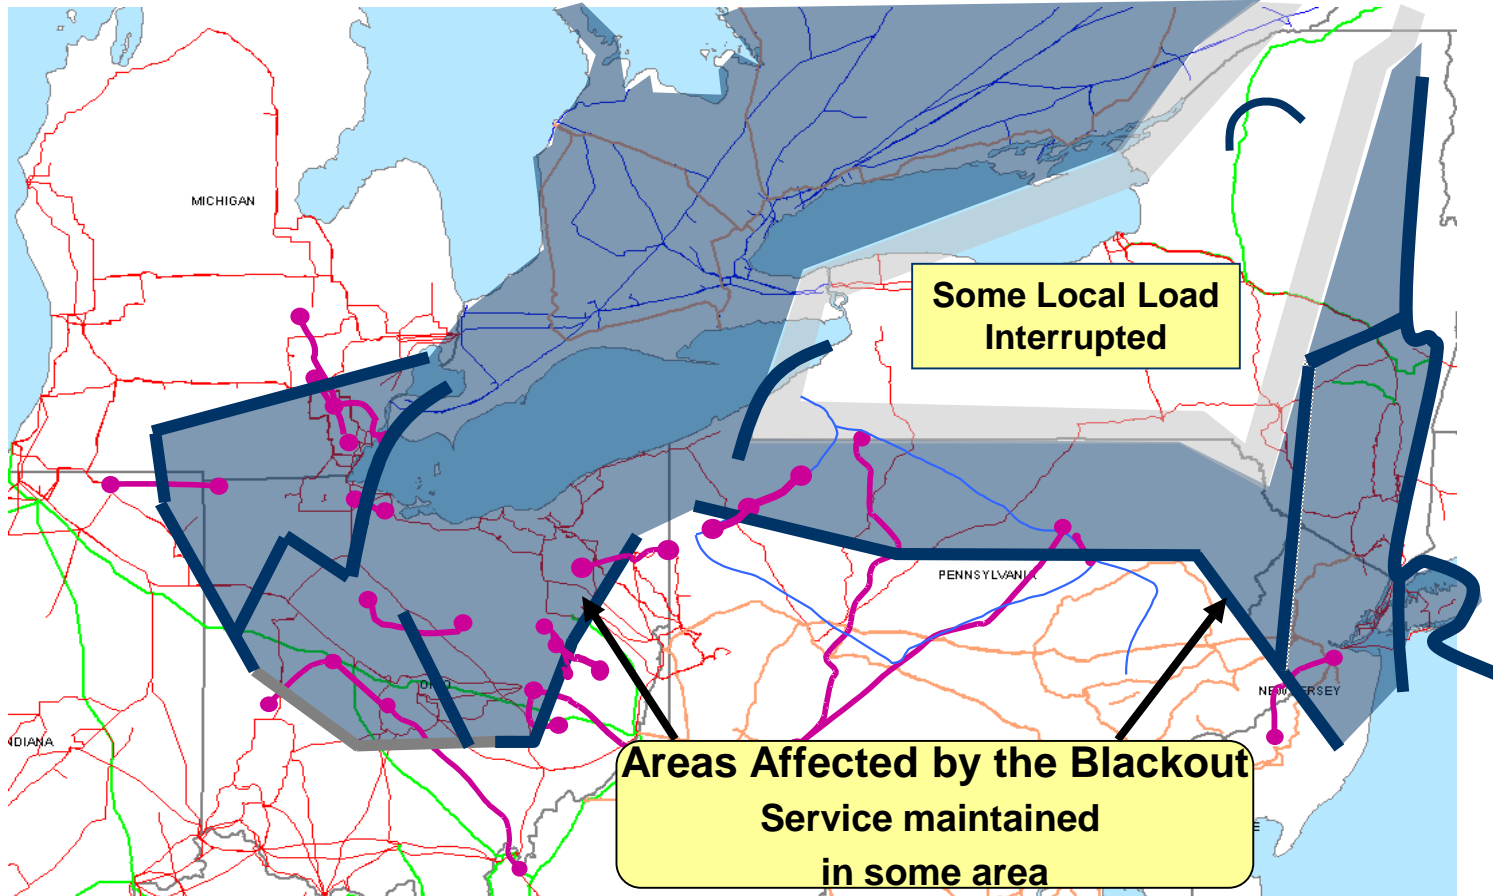 MICHIGAN
Some Local Load
Interrupted
PENNSYLVANIA
OHIO
NEW JERSEY
NDIANA
Areas Affected by the Blackout
Service maintained
in some area
E